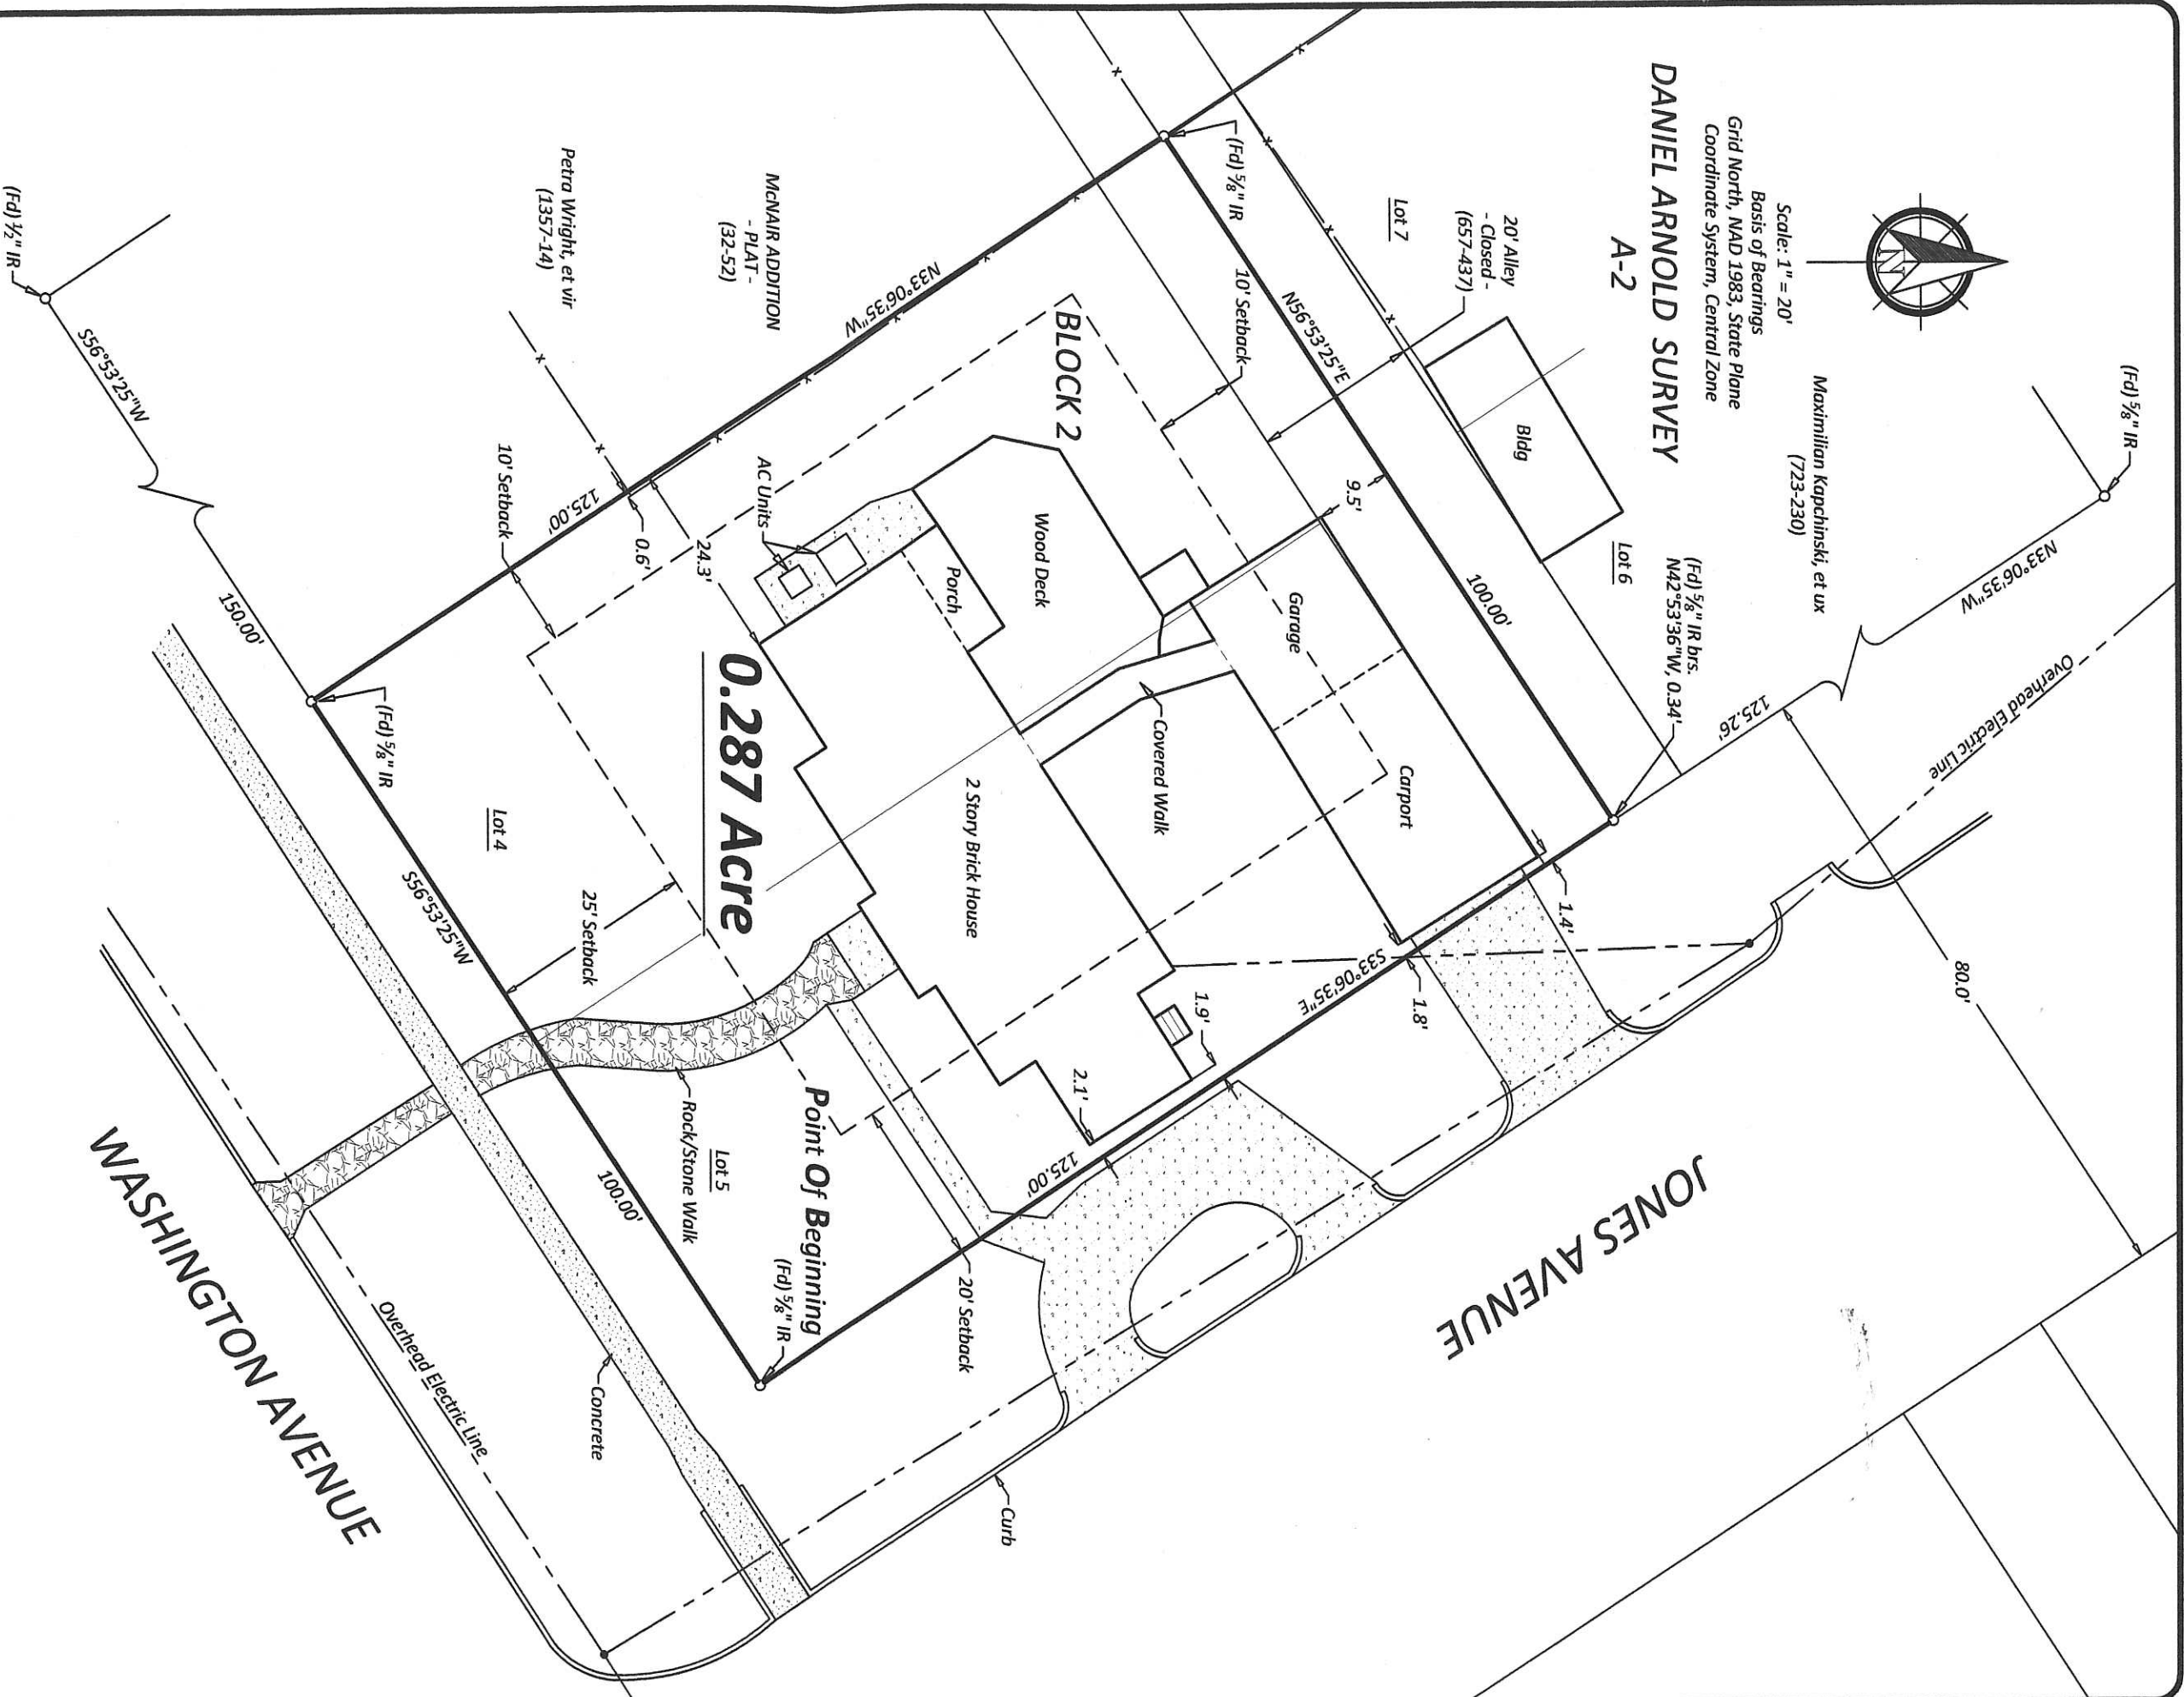 (Fd) 5/8" IR
N33°06'35"W
Overhead Electric Line
N
Scale: 1" = 20'
Basis of Bearings
Grid North, NAD 1983, State Plane
Coordinate System, Central Zone
Maximillian Kapchinski, et ux
(723-230)
DANIEL ARNOLD SURVEY
A-2
(Fd) 5/8" IR brs.
N42°53'36"W, 0.34'
125.26'
80.0'
Lot 6
Bldg
20' Alley
- Closed -
(657-437)
Lot 7
N56°53'25"E
100.00'
(Fd) 5/8" IR
10' Setback
9.5'
Garage
Carport
1.4'
1.8'
JONES AVENUE
S33°06'35"E
1.9'
2.1'
125.00'
Covered Walk
BLOCK 2
Wood Deck
Porch
2 Story Brick House
N33°06'35"W
McNAIR ADDITION
- PLAT -
(32-52)
AC Units
24.3'
0.6'
125.00'
0.287 Acre
20' Setback
Point Of Beginning
(Fd) 5/8" IR
Curb
Petra Wright, et vir
(1357-14)
10' Setback
Lot 5
Rock/Stone Walk
25' Setback
Lot 4
(Fd) 5/8" IR
S56°53'25"W
100.00'
Concrete
Overhead Electric Line
150.00'
S56°53'25"W
(Fd) 1/2" IR
WASHINGTON AVENUE